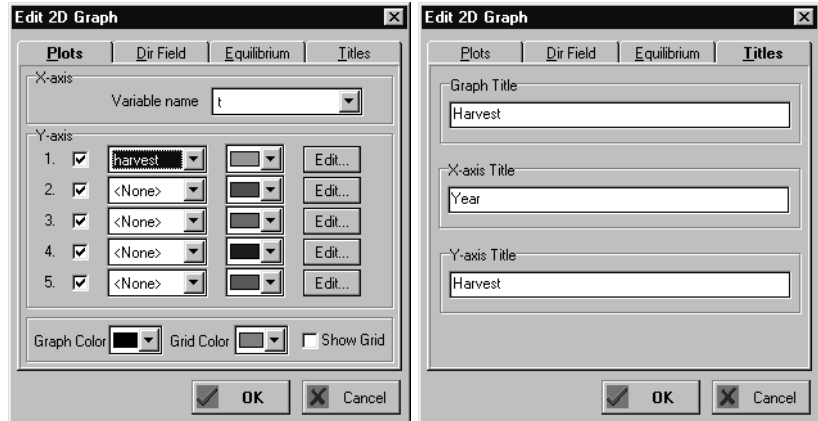 Edit 2D Graph
Plots Dir Field Equilibrium Titles
X-axis
Variable name t
Y-axis
1. harvest Edit...
2. <None> Edit...
3. <None> Edit...
4. <None> Edit...
5. <None> Edit...
Graph Color Grid Color Show Grid
OK Cancel
Edit 2D Graph
Plots Dir Field Equilibrium Titles
Graph Title
Harvest
X-axis Title
Year
Y-axis Title
Harvest
OK Cancel